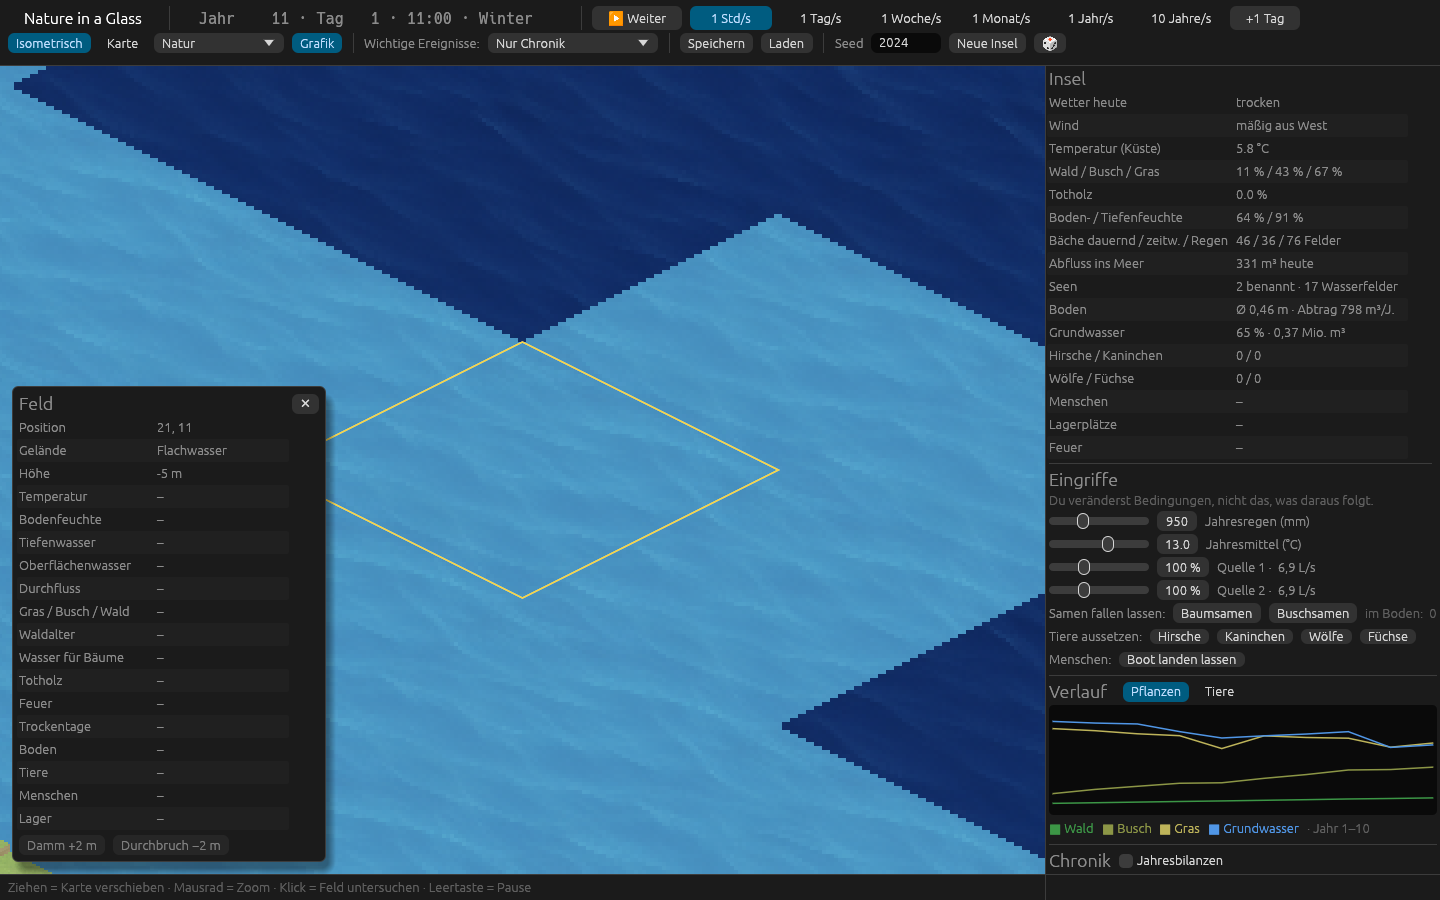 Nature in a Glass
Jahr 11 · Tag 1 · 11:00 · Winter
Weiter
1 Std/s
1 Tag/s
1 Woche/s
1 Monat/s
1 Jahr/s
10 Jahre/s
+1 Tag
Isometrisch
Karte
Natur
Grafik
Wichtige Ereignisse:
Nur Chronik
Speichern
Laden
Seed
2024
Neue Insel
Insel
Wetter heute trocken
Wind mäßig aus West
Temperatur (Küste) 5.8 °C
Wald / Busch / Gras 11 % / 43 % / 67 %
Totholz 0.0 %
Boden- / Tiefenfeuchte 64 % / 91 %
Bäche dauernd / zeitw. / Regen 46 / 36 / 76 Felder
Abfluss ins Meer 331 m³ heute
Seen 2 benannt · 17 Wasserfelder
Boden Ø 0,46 m · Abtrag 798 m³/J.
Grundwasser 65 % · 0,37 Mio. m³
Hirsche / Kaninchen 0 / 0
Wölfe / Füchse 0 / 0
Menschen –
Lagerplätze –
Feuer –
Eingriffe
Du veränderst Bedingungen, nicht das, was daraus folgt.
950 Jahresregen (mm)
13.0 Jahresmittel (°C)
100 % Quelle 1 · 6,9 L/s
100 % Quelle 2 · 6,9 L/s
Samen fallen lassen: Baumsamen Buschsamen im Boden: 0
Tiere aussetzen: Hirsche Kaninchen Wölfe Füchse
Menschen: Boot landen lassen
Verlauf Pflanzen Tiere
Wald Busch Gras Grundwasser · Jahr 1–10
Chronik Jahresbilanzen
Feld
×
Position 21, 11
Gelände Flachwasser
Höhe -5 m
Temperatur –
Bodenfeuchte –
Tiefenwasser –
Oberflächenwasser –
Durchfluss –
Gras / Busch / Wald –
Waldalter –
Wasser für Bäume –
Totholz –
Feuer –
Trockentage –
Boden –
Tiere –
Menschen –
Lager –
Damm +2 m
Durchbruch −2 m
Ziehen = Karte verschieben · Mausrad = Zoom · Klick = Feld untersuchen · Leertaste = Pause